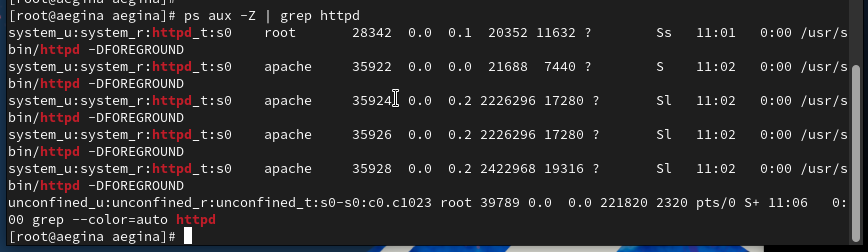 [root@aegina aegina]# ps aux -Z | grep httpd
system_u:system_r:httpd_t:s0    root       28342  0.0  0.1  20352 11632 ?        Ss   11:01   0:00 /usr/s
bin/httpd -DFOREGROUND
system_u:system_r:httpd_t:s0    apache     35922  0.0  0.0  21688  7440 ?        S    11:02   0:00 /usr/s
bin/httpd -DFOREGROUND
system_u:system_r:httpd_t:s0    apache     35924  0.0  0.2 2226296 17280 ?       Sl   11:02   0:00 /usr/s
bin/httpd -DFOREGROUND
system_u:system_r:httpd_t:s0    apache     35926  0.0  0.2 2226296 17280 ?       Sl   11:02   0:00 /usr/s
bin/httpd -DFOREGROUND
system_u:system_r:httpd_t:s0    apache     35928  0.0  0.2 2422968 19316 ?       Sl   11:02   0:00 /usr/s
bin/httpd -DFOREGROUND
unconfined_u:unconfined_r:unconfined_t:s0-s0:c0.c1023 root 39789 0.0  0.0 221820 2320 pts/0 S+ 11:06   0:
00 grep --color=auto httpd
[root@aegina aegina]#